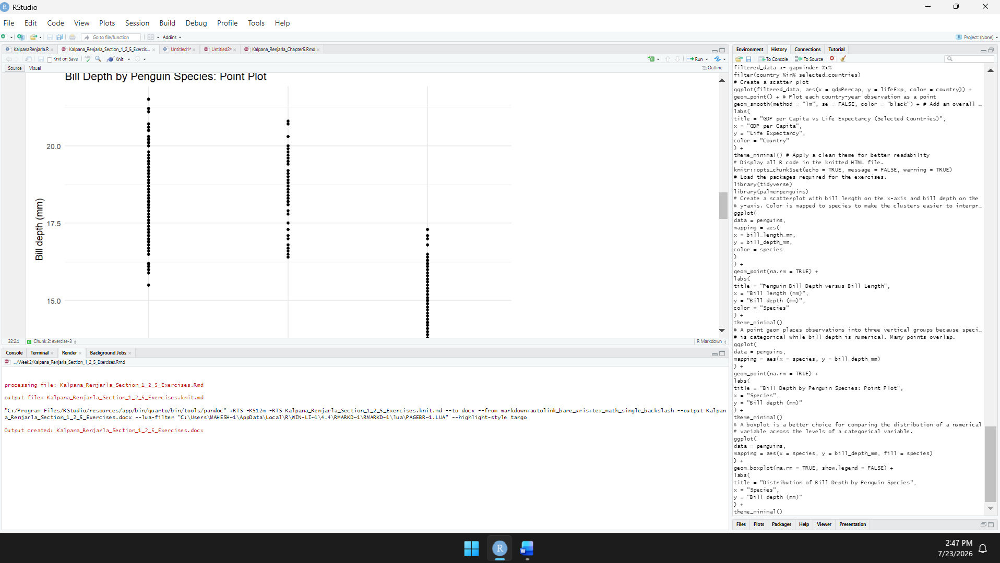 RStudio
File Edit Code View Plots Session Build Debug Profile Tools Help
Go to file/function Addins Project: (None)
KalpanaRenjarla.R Kalpana_Renjarla_Section_1_2_5_Exercis... Untitled1* Untitled2* Kalpana_Renjarla_Chapter5.Rmd
Knit on Save ABC Knit Run
Source Visual Outline
Bill Depth by Penguin Species: Point Plot
20.0
17.5
15.0
Bill depth (mm)
32:24 Chunk 2: exercise-3 R Markdown
Console Terminal Render Background Jobs
.../Week2/Kalpana_Renjarla_Section_1_2_5_Exercises.Rmd
processing file: Kalpana_Renjarla_Section_1_2_5_Exercises.Rmd
output file: Kalpana_Renjarla_Section_1_2_5_Exercises.knit.md
"C:/Program Files/RStudio/resources/app/bin/quarto/bin/tools/pandoc" +RTS -K512m -RTS Kalpana_Renjarla_Section_1_2_5_Exercises.knit.md --to docx --from markdown+autolink_bare_uris+tex_math_single_backslash --output Kalpan
a_Renjarla_Section_1_2_5_Exercises.docx --lua-filter "C:\Users\MAHESH~1\AppData\Local\R\WIN-LI~1\4.4\RMARKD~1\RMARKD~1\lua\PAGEBR~1.LUA" --highlight-style tango
Output created: Kalpana_Renjarla_Section_1_2_5_Exercises.docx
Environment History Connections Tutorial
To Console To Source
filtered_data <- gapminder %>%
filter(country %in% selected_countries)
# Create a scatter plot
ggplot(filtered_data, aes(x = gdpPercap, y = lifeExp, color = country)) +
geom_point() + # Plot each country-year observation as a point
geom_smooth(method = "lm", se = FALSE, color = "black") + # Add an overall ...
labs(
title = "GDP per Capita vs Life Expectancy (Selected Countries)",
x = "GDP per Capita",
y = "Life Expectancy",
color = "Country"
) +
theme_minimal() # Apply a clean theme for better readability
# Display all R code in the knitted HTML file.
knitr::opts_chunk$set(echo = TRUE, message = FALSE, warning = TRUE)
# Load the packages required for the exercises.
library(tidyverse)
library(palmerpenguins)
# Create a scatterplot with bill length on the x-axis and bill depth on the
# y-axis. Color is mapped to species to make the clusters easier to interpr...
ggplot(
data = penguins,
mapping = aes(
x = bill_length_mm,
y = bill_depth_mm,
color = species
)
) +
geom_point(na.rm = TRUE) +
labs(
title = "Penguin Bill Depth versus Bill Length",
x = "Bill length (mm)",
y = "Bill depth (mm)",
color = "Species"
) +
theme_minimal()
# A point geom places observations into three vertical groups because speci...
# is categorical while bill depth is numerical. Many points overlap.
ggplot(
data = penguins,
mapping = aes(x = species, y = bill_depth_mm)
) +
geom_point(na.rm = TRUE) +
labs(
title = "Bill Depth by Penguin Species: Point Plot",
x = "Species",
y = "Bill depth (mm)"
) +
theme_minimal()
# A boxplot is a better choice for comparing the distribution of a numerical
# variable across the levels of a categorical variable.
ggplot(
data = penguins,
mapping = aes(x = species, y = bill_depth_mm, fill = species)
) +
geom_boxplot(na.rm = TRUE, show.legend = FALSE) +
labs(
title = "Distribution of Bill Depth by Penguin Species",
x = "Species",
y = "Bill depth (mm)"
) +
theme_minimal()
Files Plots Packages Help Viewer Presentation
2:47 PM
7/23/2026